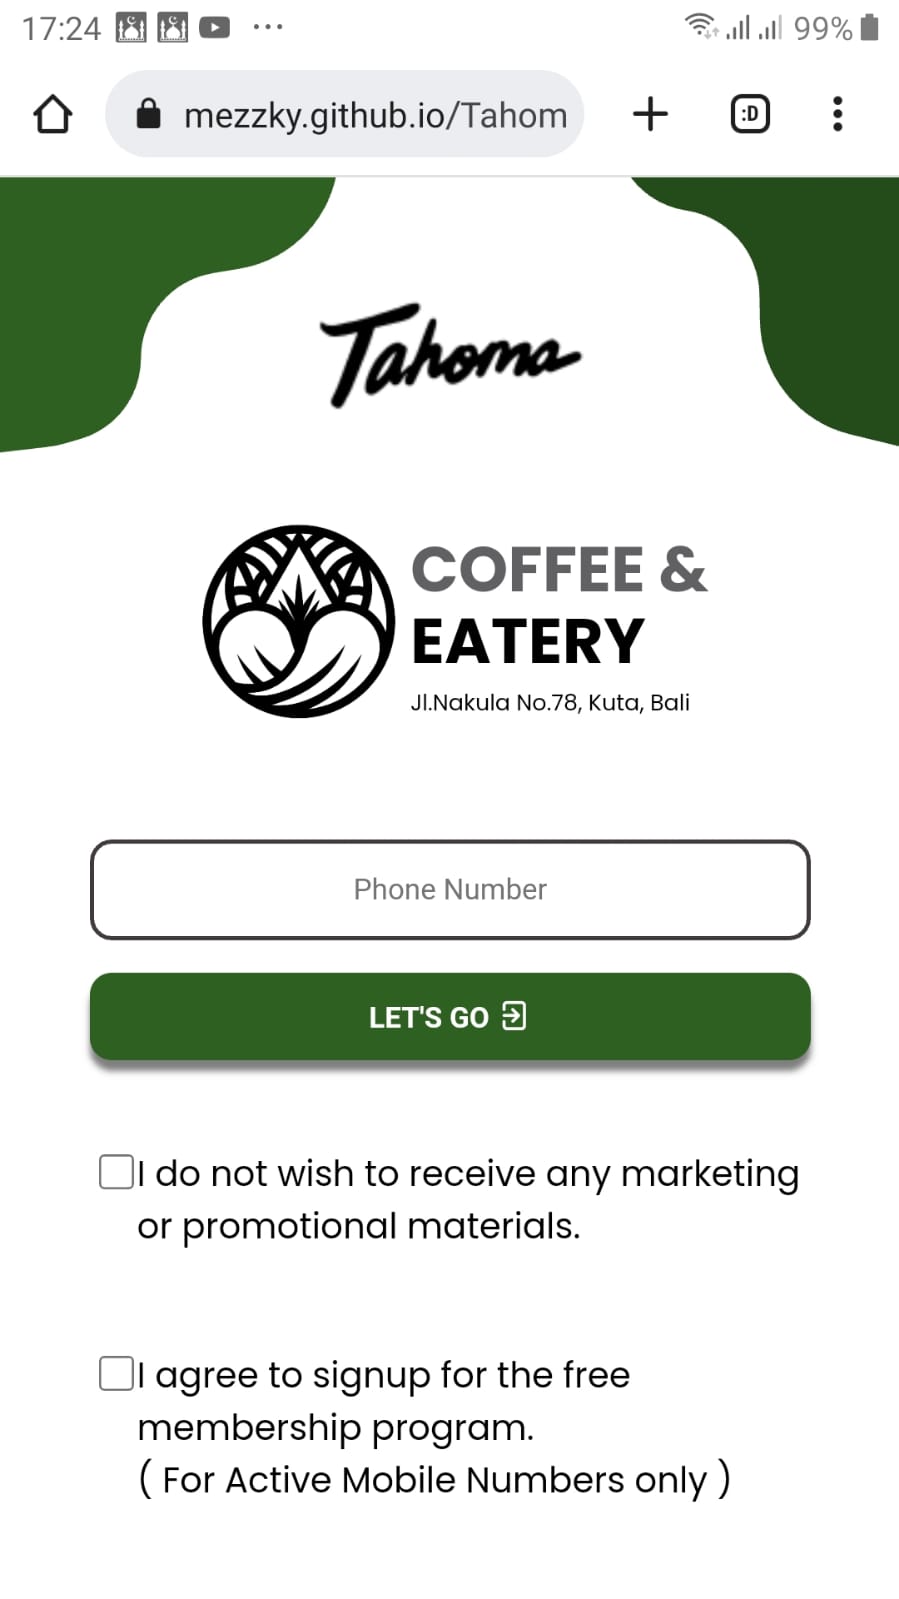 17:24
99%
mezzky.github.io/Tahom
:D
Tahoma
COFFEE &
EATERY
Jl.Nakula No.78, Kuta, Bali
Phone Number
LET'S GO
I do not wish to receive any marketing
or promotional materials.
I agree to signup for the free
membership program.
( For Active Mobile Numbers only )